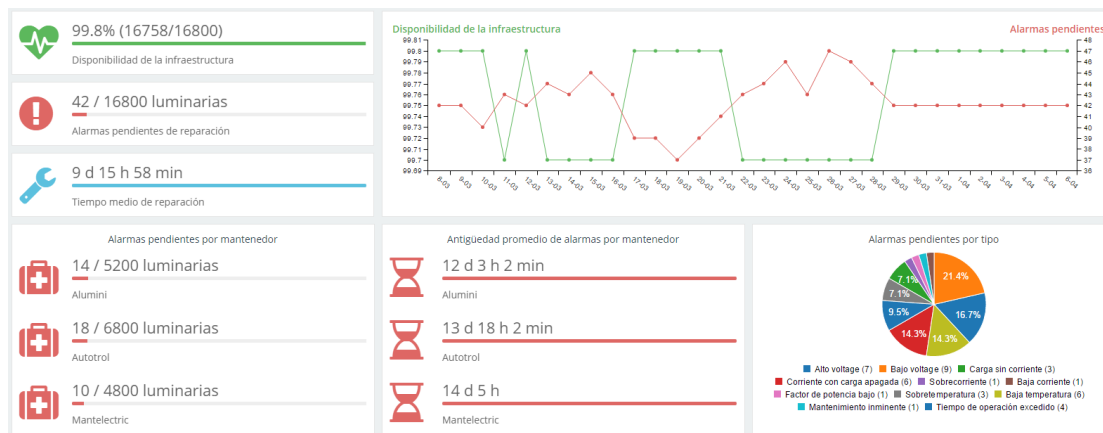 99.8% (16758/16800)
Disponibilidad de la infraestructura
42 / 16800 luminarias
Alarmas pendientes de reparación
9 d 15 h 58 min
Tiempo medio de reparación
Disponibilidad de la infraestructura
Alarmas pendientes
99.81
99.8
99.79
99.78
99.77
99.76
99.75
99.74
99.73
99.72
99.71
99.7
99.69
48
47
46
45
44
43
42
41
40
39
38
37
36
6-03
8-03
10-03
11-03
12-03
13-03
14-03
15-03
16-03
17-03
18-03
19-03
20-03
21-03
22-03
23-03
24-03
25-03
26-03
27-03
28-03
29-03
30-03
31-03
1-04
2-04
3-04
4-04
5-04
6-04
Alarmas pendientes por mantenedor
14 / 5200 luminarias
Alumini
18 / 6800 luminarias
Autotrol
10 / 4800 luminarias
Mantelectric
Antigüedad promedio de alarmas por mantenedor
12 d 3 h 2 min
Alumini
13 d 18 h 2 min
Autotrol
14 d 5 h
Mantelectric
Alarmas pendientes por tipo
21.4%
16.7%
14.3%
14.3%
9.5%
7.1%
7.1%
Alto voltage (7) Bajo voltage (9) Carga sin corriente (3)
Corriente con carga apagada (6) Sobrecorriente (1) Baja corriente (1)
Factor de potencia bajo (1) Sobretemperatura (3) Baja temperatura (6)
Mantenimiento inminente (1) Tiempo de operación excedido (4)